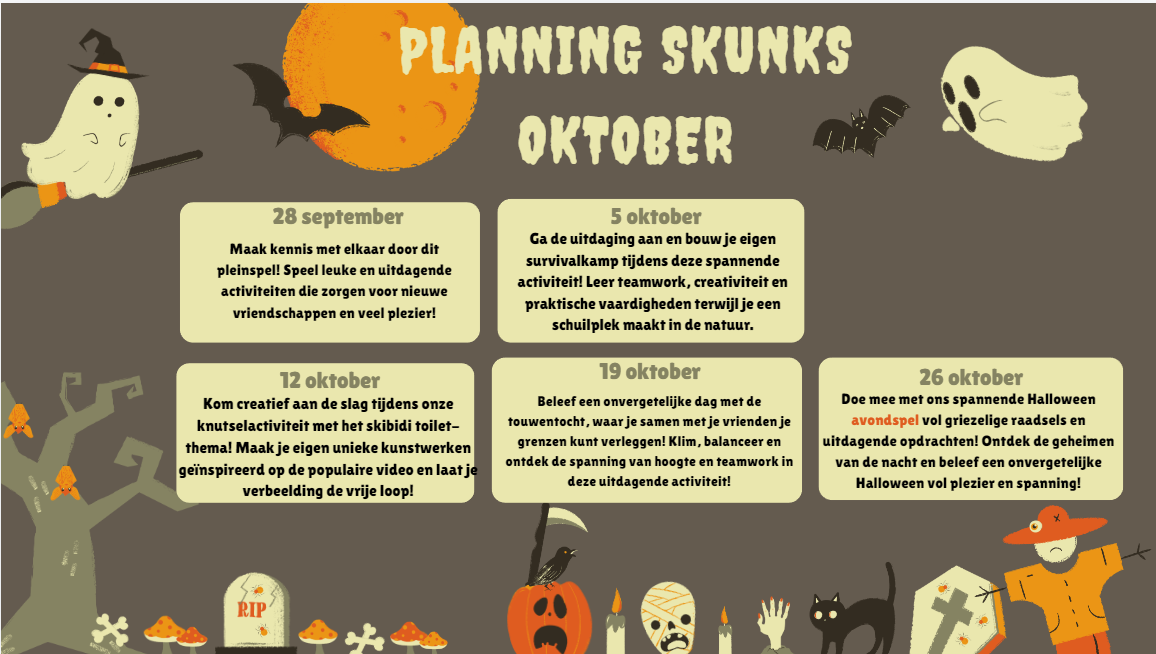 PLANNING SKUNKS
OKTOBER
28 september
Maak kennis met elkaar door dit
pleinspel! Speel leuke en uitdagende
activiteiten die zorgen voor nieuwe
vriendschappen en veel plezier!
5 oktober
Ga de uitdaging aan en bouw je eigen
survivalkamp tijdens deze spannende
activiteit! Leer teamwork, creativiteit en
praktische vaardigheden terwijl je een
schuilplek maakt in de natuur.
12 oktober
Kom creatief aan de slag tijdens onze
knutselactiviteit met het skibidi toilet-
thema! Maak je eigen unieke kunstwerken
geïnspireerd op de populaire video en laat je
verbeelding de vrije loop!
19 oktober
Beleef een onvergetelijke dag met de
touwentocht, waar je samen met je vrienden je
grenzen kunt verleggen! Klim, balanceer en
ontdek de spanning van hoogte en teamwork in
deze uitdagende activiteit!
26 oktober
Doe mee met ons spannende Halloween
avondspel vol griezelige raadsels en
uitdagende opdrachten! Ontdek de geheimen
van de nacht en beleef een onvergetelijke
Halloween vol plezier en spanning!
RIP